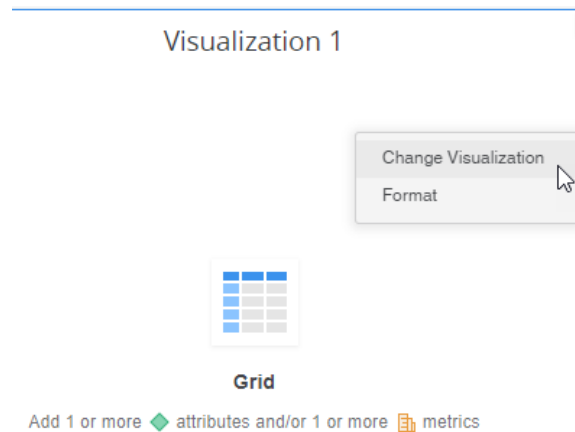 Visualization 1
Change Visualization
Format
Grid
Add 1 or more attributes and/or 1 or more metrics